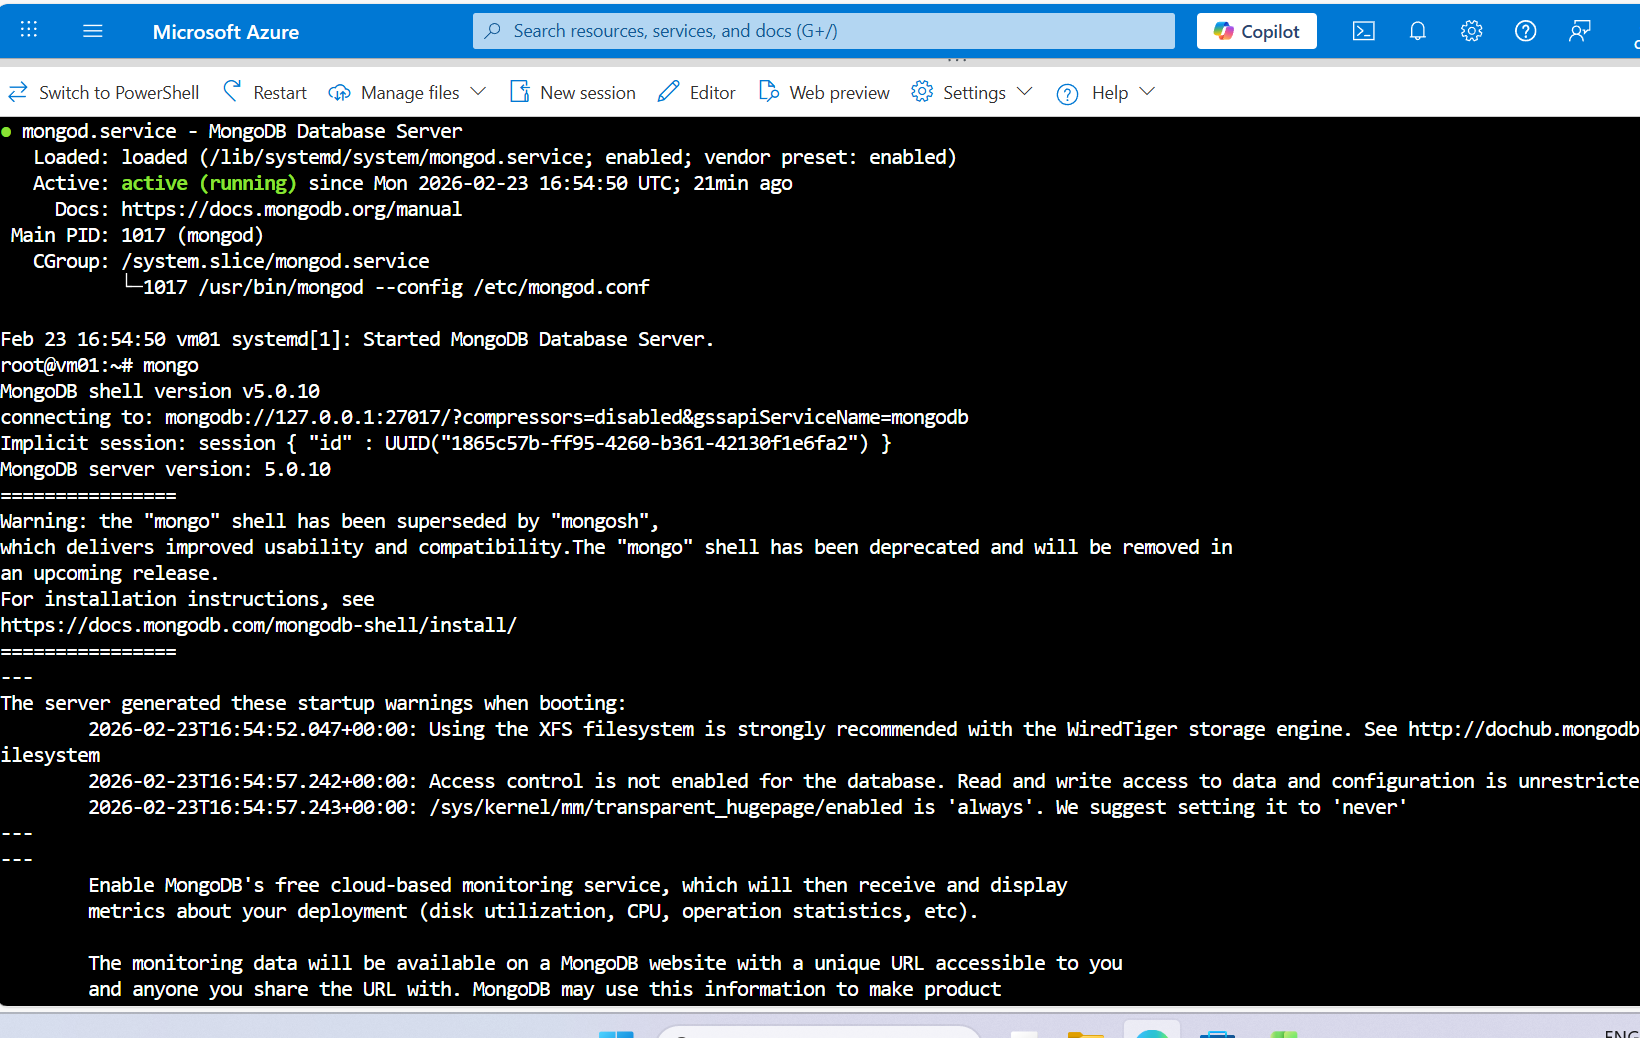 Microsoft Azure
Search resources, services, and docs (G+/)
Copilot
Switch to PowerShell
Restart
Manage files
New session
Editor
Web preview
Settings
Help
mongod.service - MongoDB Database Server
Loaded: loaded (/lib/systemd/system/mongod.service; enabled; vendor preset: enabled)
Active: active (running) since Mon 2026-02-23 16:54:50 UTC; 21min ago
Docs: https://docs.mongodb.org/manual
Main PID: 1017 (mongod)
CGroup: /system.slice/mongod.service
└─1017 /usr/bin/mongod --config /etc/mongod.conf
Feb 23 16:54:50 vm01 systemd[1]: Started MongoDB Database Server.
root@vm01:~# mongo
MongoDB shell version v5.0.10
connecting to: mongodb://127.0.0.1:27017/?compressors=disabled&gssapiServiceName=mongodb
Implicit session: session { "id" : UUID("1865c57b-ff95-4260-b361-42130f1e6fa2") }
MongoDB server version: 5.0.10
================
Warning: the "mongo" shell has been superseded by "mongosh",
which delivers improved usability and compatibility.The "mongo" shell has been deprecated and will be removed in
an upcoming release.
For installation instructions, see
https://docs.mongodb.com/mongodb-shell/install/
================
---
The server generated these startup warnings when booting:
2026-02-23T16:54:52.047+00:00: Using the XFS filesystem is strongly recommended with the WiredTiger storage engine. See http://dochub.mongodb
ilesystem
2026-02-23T16:54:57.242+00:00: Access control is not enabled for the database. Read and write access to data and configuration is unrestricte
2026-02-23T16:54:57.243+00:00: /sys/kernel/mm/transparent_hugepage/enabled is 'always'. We suggest setting it to 'never'
---
---
Enable MongoDB's free cloud-based monitoring service, which will then receive and display
metrics about your deployment (disk utilization, CPU, operation statistics, etc).
The monitoring data will be available on a MongoDB website with a unique URL accessible to you
and anyone you share the URL with. MongoDB may use this information to make product
ENG